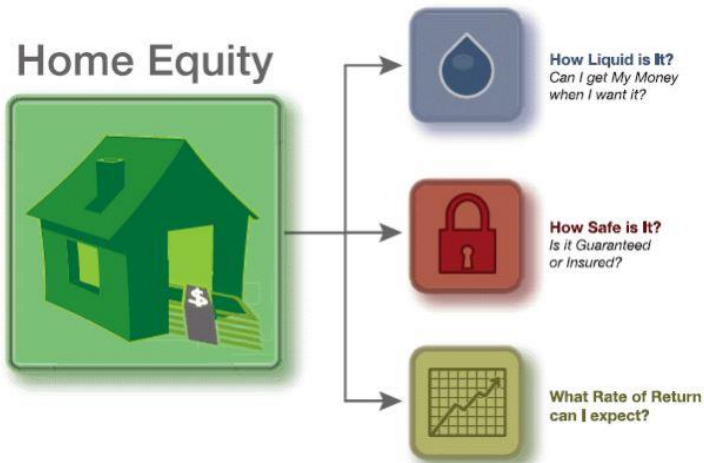 Home Equity
$
How Liquid is It?
Can I get My Money
when I want it?
How Safe is It?
Is it Guaranteed
or Insured?
What Rate of Return
can I expect?